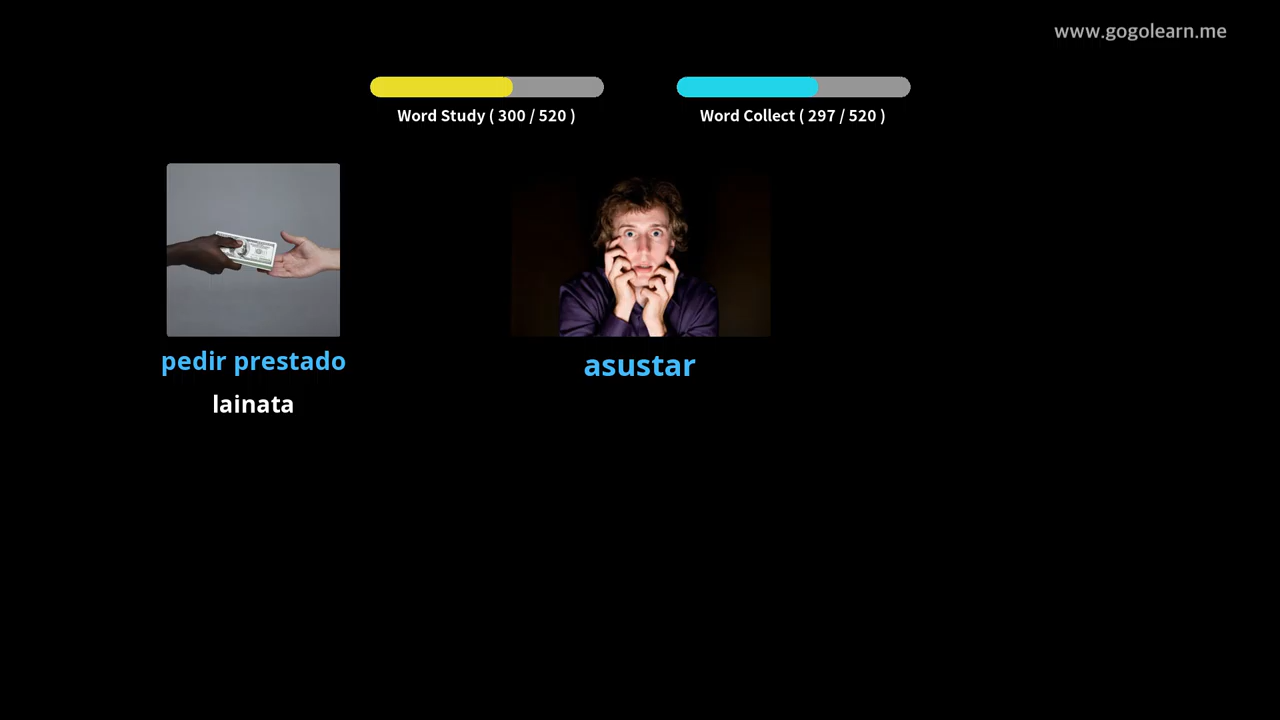 www.gogolearn.me
Word Study ( 300 / 520 )
Word Collect ( 297 / 520 )
pedir prestado
lainata
asustar